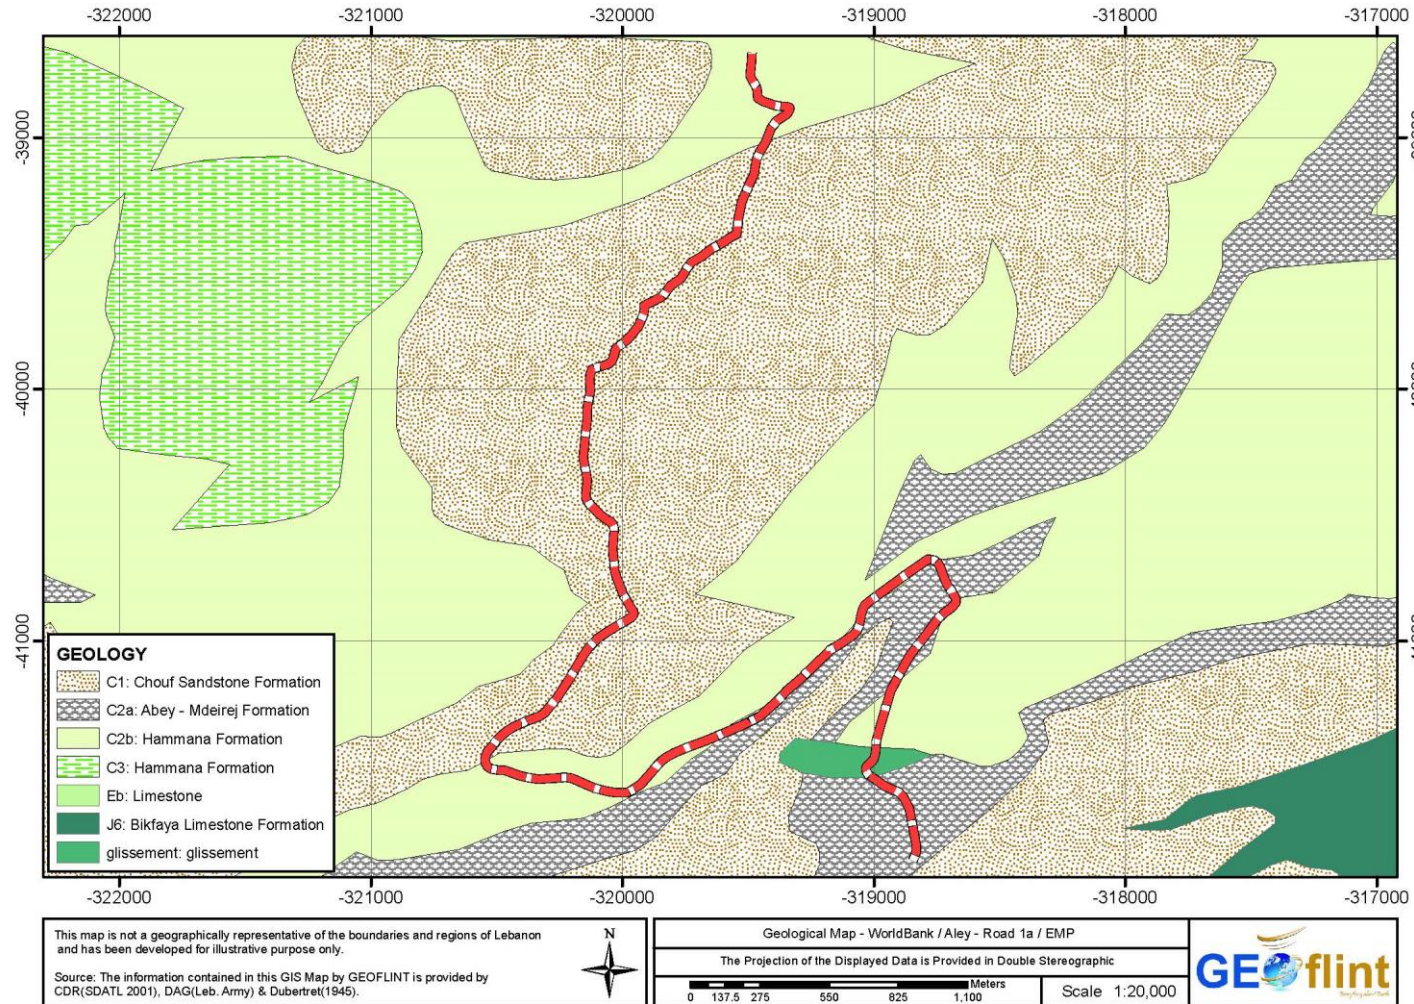 -322000 -321000 -320000 -319000 -318000 -317000
-39000
-40000
-41000
GEOLOGY
C1: Chouf Sandstone Formation
C2a: Abey - Mdeirej Formation
C2b: Hammana Formation
C3: Hammana Formation
Eb: Limestone
J6: Bikfaya Limestone Formation
glissement: glissement
-322000 -321000 -320000 -319000 -318000 -317000
This map is not a geographically representative of the boundaries and regions of Lebanon
and has been developed for illustrative purpose only.
Source: The information contained in this GIS Map by GEOFLINT is provided by
CDR(SDATL 2001), DAG(Leb. Army) & Dubertret(1945).
N
Geological Map - WorldBank / Aley - Road 1a / EMP
The Projection of the Displayed Data is Provided in Double Stereographic
Meters
0 137.5 275 550 825 1,100
Scale 1:20,000
GEOflint